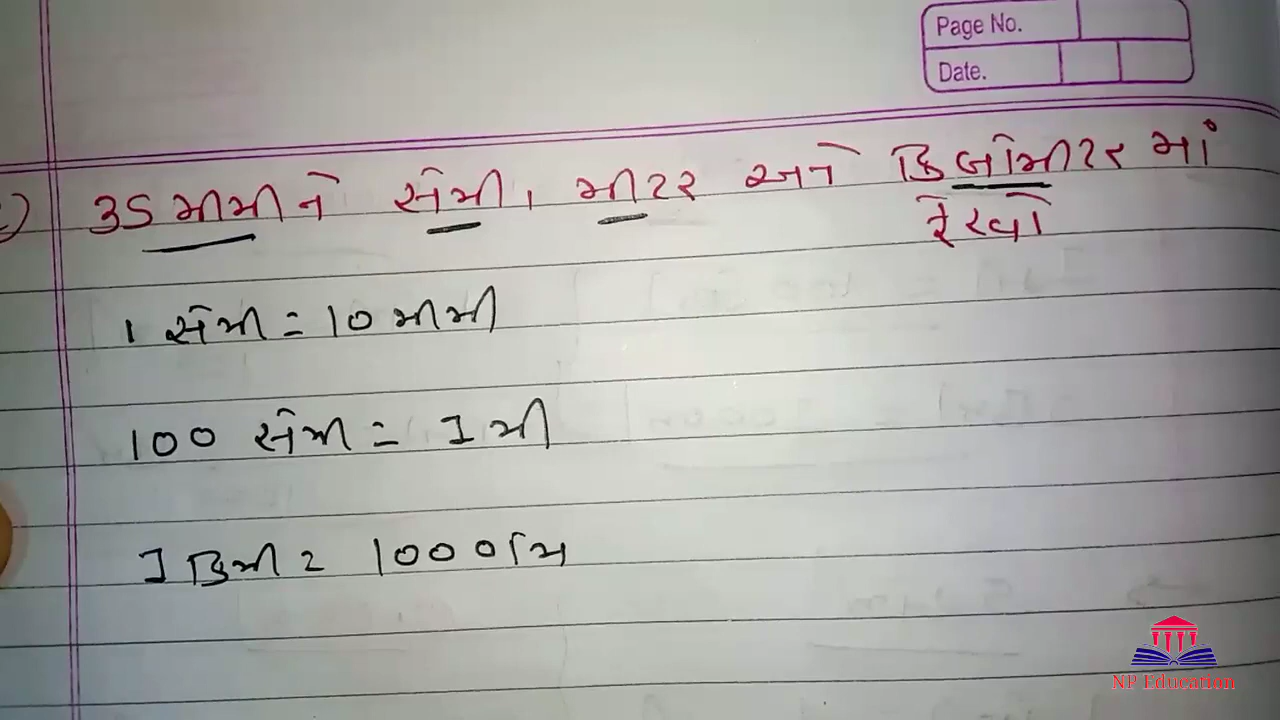 Page No.
Date.
35 મીમીને સેમી, મીટર અને કિલોમીટર માં
ફેરવો
1 સેમી = 10 મીમી
100 સેમી = 1 મી
1 કિમી = 1000 મિ
NP Education